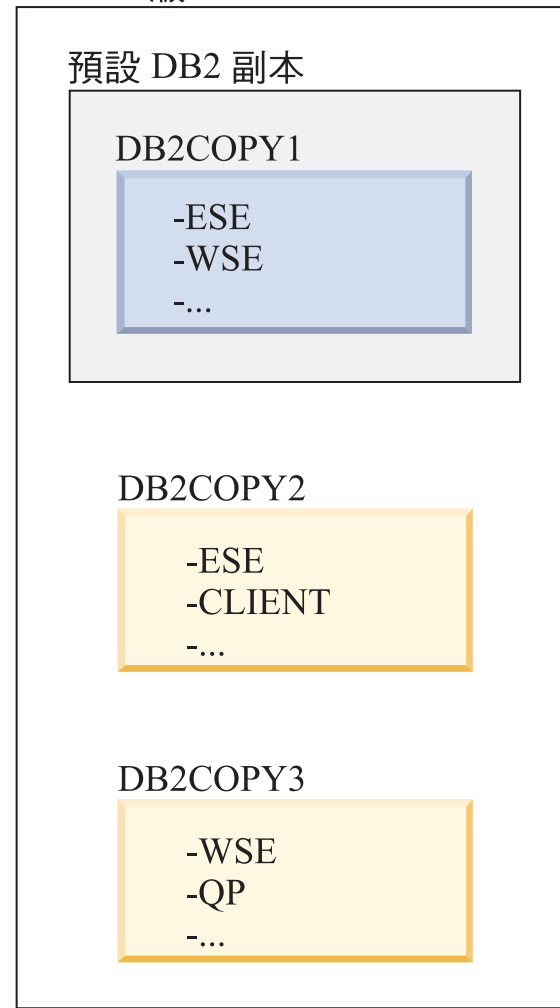 預設 DB2 副本
DB2COPY1
-ESE
-WSE
-...
DB2COPY2
-ESE
-CLIENT
-...
DB2COPY3
-WSE
-QP
-...